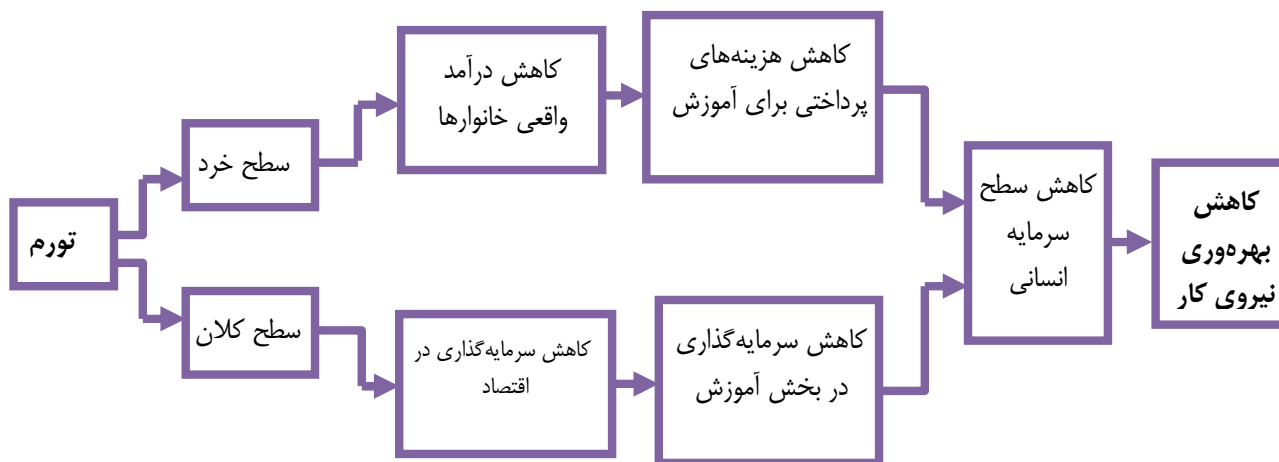 تورم
سطح خرد
کاهش درآمد
واقعی خانوارها
کاهش هزینه‌های
پرداختی برای آموزش
سطح کلان
کاهش سرمایه‌گذاری در
اقتصاد
کاهش سرمایه‌گذاری
در بخش آموزش
کاهش سطح
سرمایه
انسانی
کاهش
بهره‌وری
نیروی کار